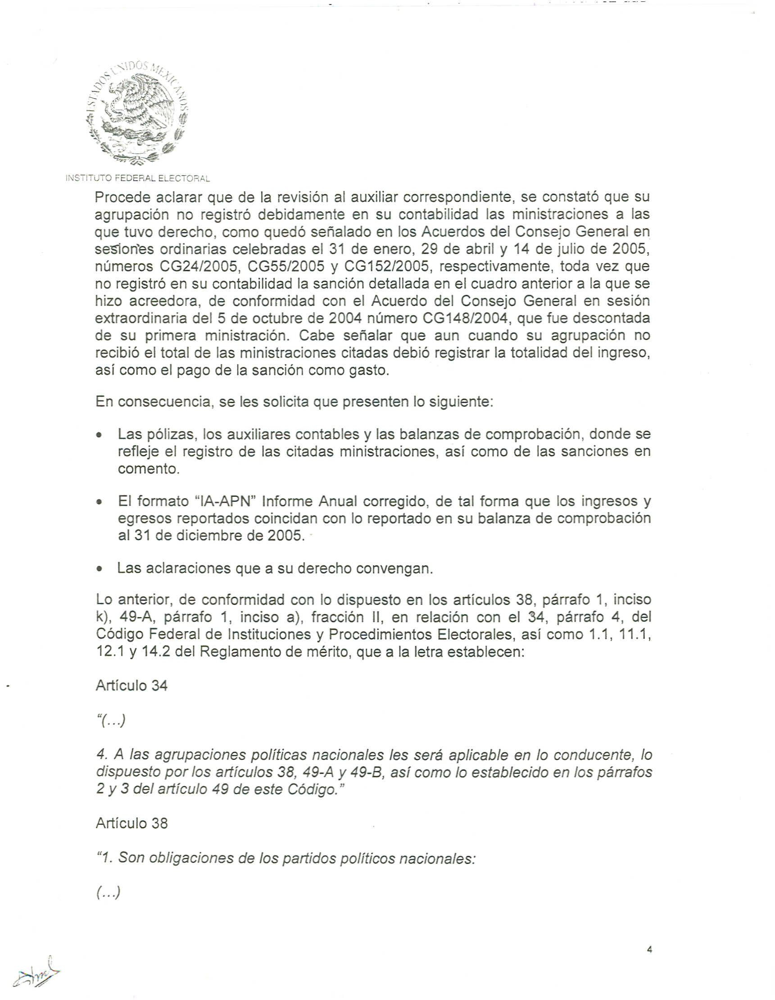 ESTADOS UNIDOS MEXICANOS
INSTITUTO FEDERAL ELECTORAL
Procede aclarar que de la revisión al auxiliar correspondiente, se constató que su
agrupación no registró debidamente en su contabilidad las ministraciones a las
que tuvo derecho, como quedó señalado en los Acuerdos del Consejo General en
sesiones ordinarias celebradas el 31 de enero, 29 de abril y 14 de julio de 2005,
números CG24/2005, CG55/2005 y CG152/2005, respectivamente, toda vez que
no registró en su contabilidad la sanción detallada en el cuadro anterior a la que se
hizo acreedora, de conformidad con el Acuerdo del Consejo General en sesión
extraordinaria del 5 de octubre de 2004 número CG148/2004, que fue descontada
de su primera ministración. Cabe señalar que aun cuando su agrupación no
recibió el total de las ministraciones citadas debió registrar la totalidad del ingreso,
así como el pago de la sanción como gasto.
En consecuencia, se les solicita que presenten lo siguiente:
• Las pólizas, los auxiliares contables y las balanzas de comprobación, donde se
refleje el registro de las citadas ministraciones, así como de las sanciones en
comento.
• El formato “IA-APN” Informe Anual corregido, de tal forma que los ingresos y
egresos reportados coincidan con lo reportado en su balanza de comprobación
al 31 de diciembre de 2005.
• Las aclaraciones que a su derecho convengan.
Lo anterior, de conformidad con lo dispuesto en los artículos 38, párrafo 1, inciso
k), 49-A, párrafo 1, inciso a), fracción II, en relación con el 34, párrafo 4, del
Código Federal de Instituciones y Procedimientos Electorales, así como 1.1, 11.1,
12.1 y 14.2 del Reglamento de mérito, que a la letra establecen:
Artículo 34
“(...)
4. A las agrupaciones políticas nacionales les será aplicable en lo conducente, lo
dispuesto por los artículos 38, 49-A y 49-B, así como lo establecido en los párrafos
2 y 3 del artículo 49 de este Código.”
Artículo 38
“1. Son obligaciones de los partidos políticos nacionales:
(...)
4